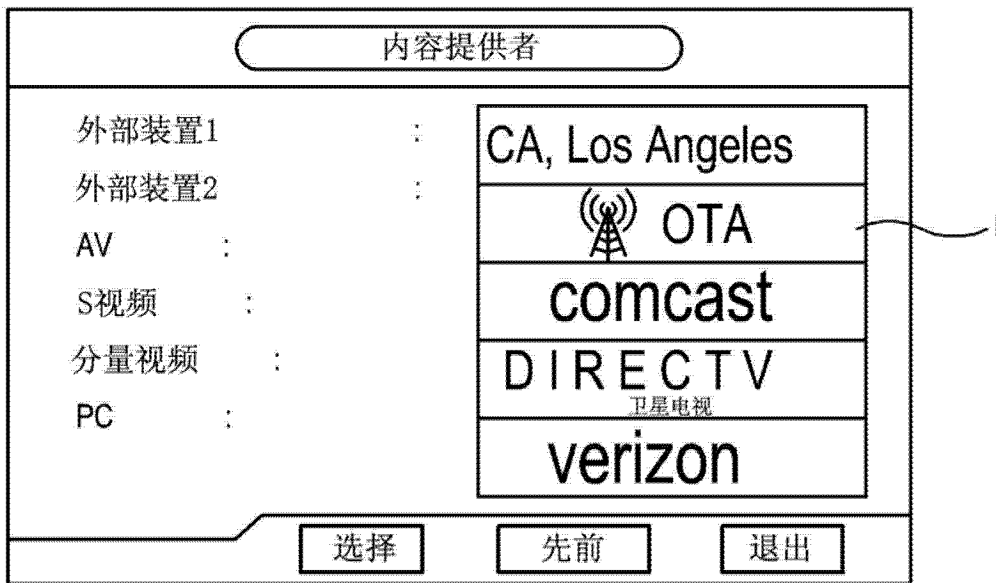 内容提供者
外部装置1 :
外部装置2 :
AV :
S视频 :
分量视频 :
PC :
CA, Los Angeles
OTA
comcast
DIRECTV
卫星电视
verizon
选择 先前 退出